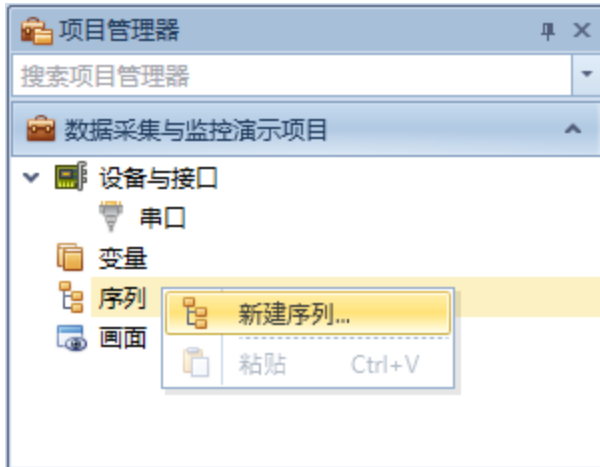 项目管理器
搜索项目管理器
数据采集与监控演示项目
设备与接口
串口
变量
序列
新建序列...
画面
粘贴 Ctrl+V